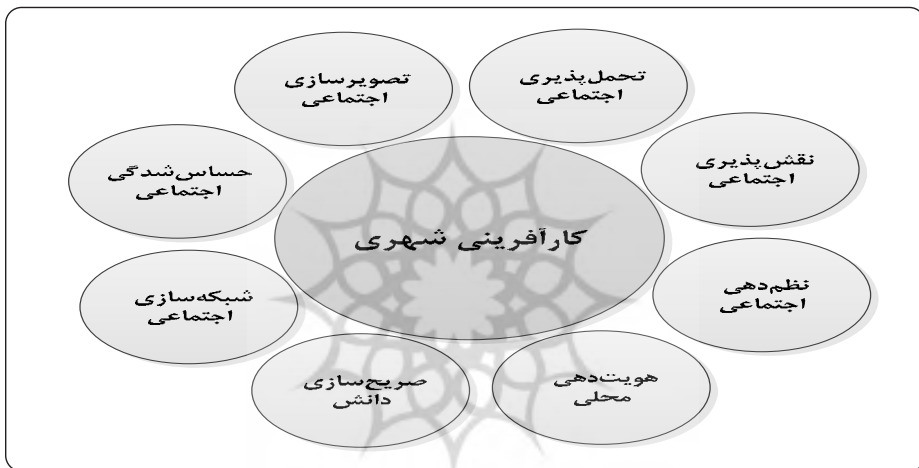 تحمل‌پذیری
اجتماعی
تصویرسازی
اجتماعی
نقش‌پذیری
اجتماعی
حساس‌شدگی
اجتماعی
کارآفرینی شهری
نظم‌دهی
اجتماعی
شبکه‌سازی
اجتماعی
هویت‌دهی
محلی
صریح‌سازی
دانش